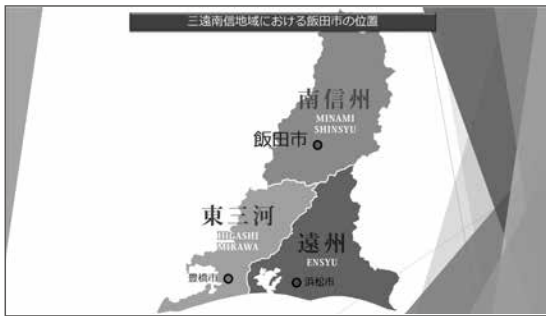 三遠南信地域における飯田市の位置
南信州
MINAMI
SHINSYU
飯田市
東三河
HIGASHI
MIKAWA
遠州
ENSYU
豊橋市
浜松市